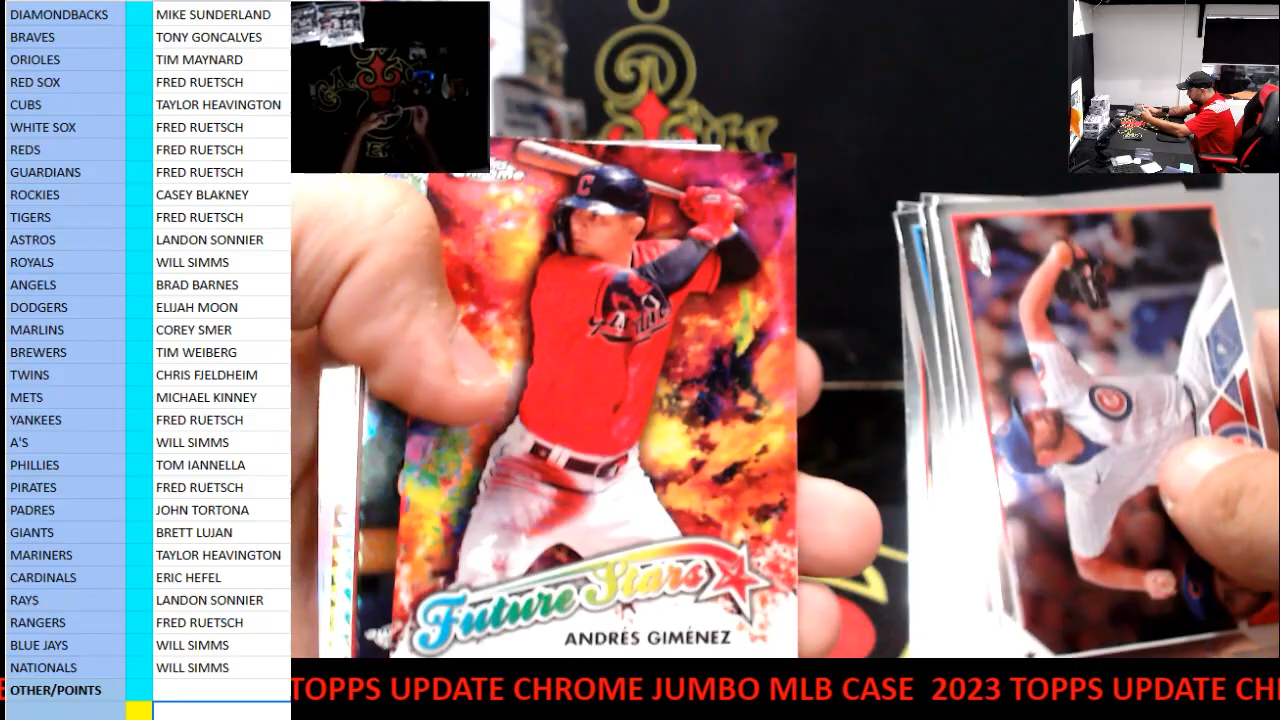 DIAMONDBACKS MIKE SUNDERLAND
BRAVES TONY GONCALVES
ORIOLES TIM MAYNARD
RED SOX FRED RUETSCH
CUBS TAYLOR HEAVINGTON
WHITE SOX FRED RUETSCH
REDS FRED RUETSCH
GUARDIANS FRED RUETSCH
ROCKIES CASEY BLAKNEY
TIGERS FRED RUETSCH
ASTROS LANDON SONNIER
ROYALS WILL SIMMS
ANGELS BRAD BARNES
DODGERS ELIJAH MOON
MARLINS COREY SMER
BREWERS TIM WEIBERG
TWINS CHRIS FJELDHEIM
METS MICHAEL KINNEY
YANKEES FRED RUETSCH
A'S WILL SIMMS
PHILLIES TOM IANNELLA
PIRATES FRED RUETSCH
PADRES JOHN TORTONA
GIANTS BRETT LUJAN
MARINERS TAYLOR HEAVINGTON
CARDINALS ERIC HEFEL
RAYS LANDON SONNIER
RANGERS FRED RUETSCH
BLUE JAYS WILL SIMMS
NATIONALS WILL SIMMS
OTHER/POINTS
C
Future Stars
ANDRÉS GIMÉNEZ
TOPPS UPDATE CHROME JUMBO MLB CASE 2023 TOPPS UPDATE CH